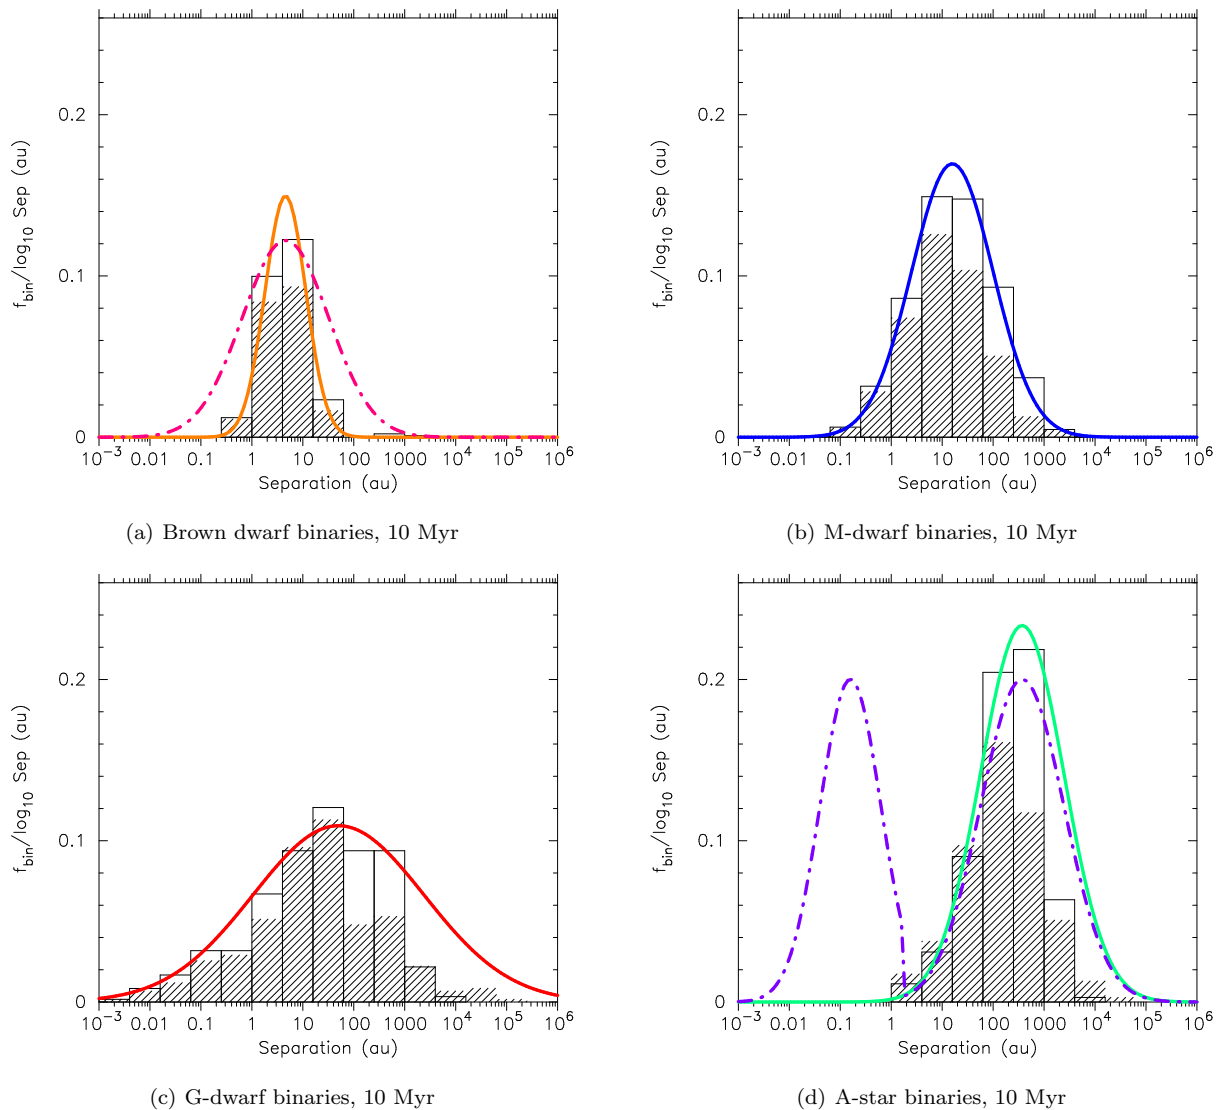 0.2
0.1
0
f_bin/log_10 Sep (au)
10^-3 0.01 0.1 1 10 100 1000 10^4 10^5 10^6
Separation (au)
(a) Brown dwarf binaries, 10 Myr
0.2
0.1
0
f_bin/log_10 Sep (au)
10^-3 0.01 0.1 1 10 100 1000 10^4 10^5 10^6
Separation (au)
(b) M-dwarf binaries, 10 Myr
0.2
0.1
0
f_bin/log_10 Sep (au)
10^-3 0.01 0.1 1 10 100 1000 10^4 10^5 10^6
Separation (au)
(c) G-dwarf binaries, 10 Myr
0.2
0.1
0
f_bin/log_10 Sep (au)
10^-3 0.01 0.1 1 10 100 1000 10^4 10^5 10^6
Separation (au)
(d) A-star binaries, 10 Myr